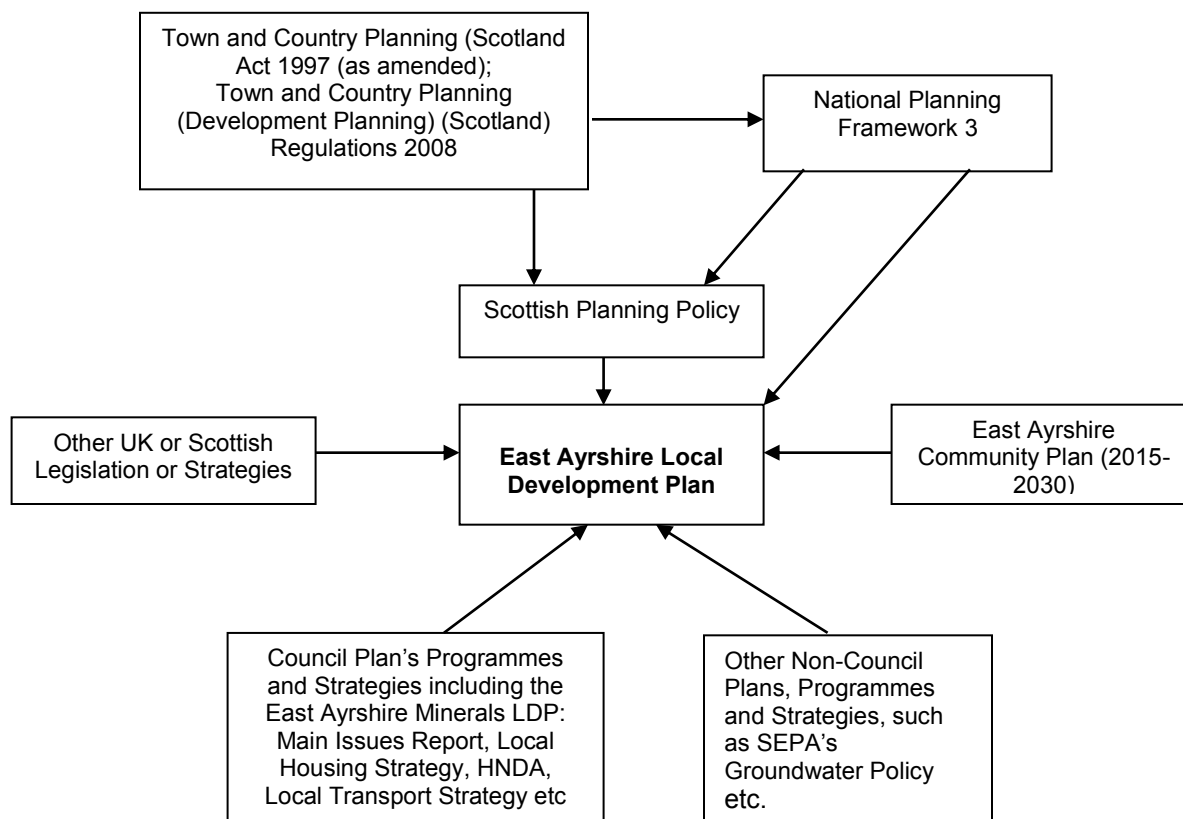 Town and Country Planning (Scotland
Act 1997 (as amended);
Town and Country Planning
(Development Planning) (Scotland)
Regulations 2008
National Planning
Framework 3
Scottish Planning Policy
Other UK or Scottish
Legislation or Strategies
East Ayrshire Local
Development Plan
East Ayrshire
Community Plan (2015-
2030)
Council Plan’s Programmes
and Strategies including the
East Ayrshire Minerals LDP:
Main Issues Report, Local
Housing Strategy, HNDA,
Local Transport Strategy etc
Other Non-Council
Plans, Programmes
and Strategies, such
as SEPA’s
Groundwater Policy
etc.